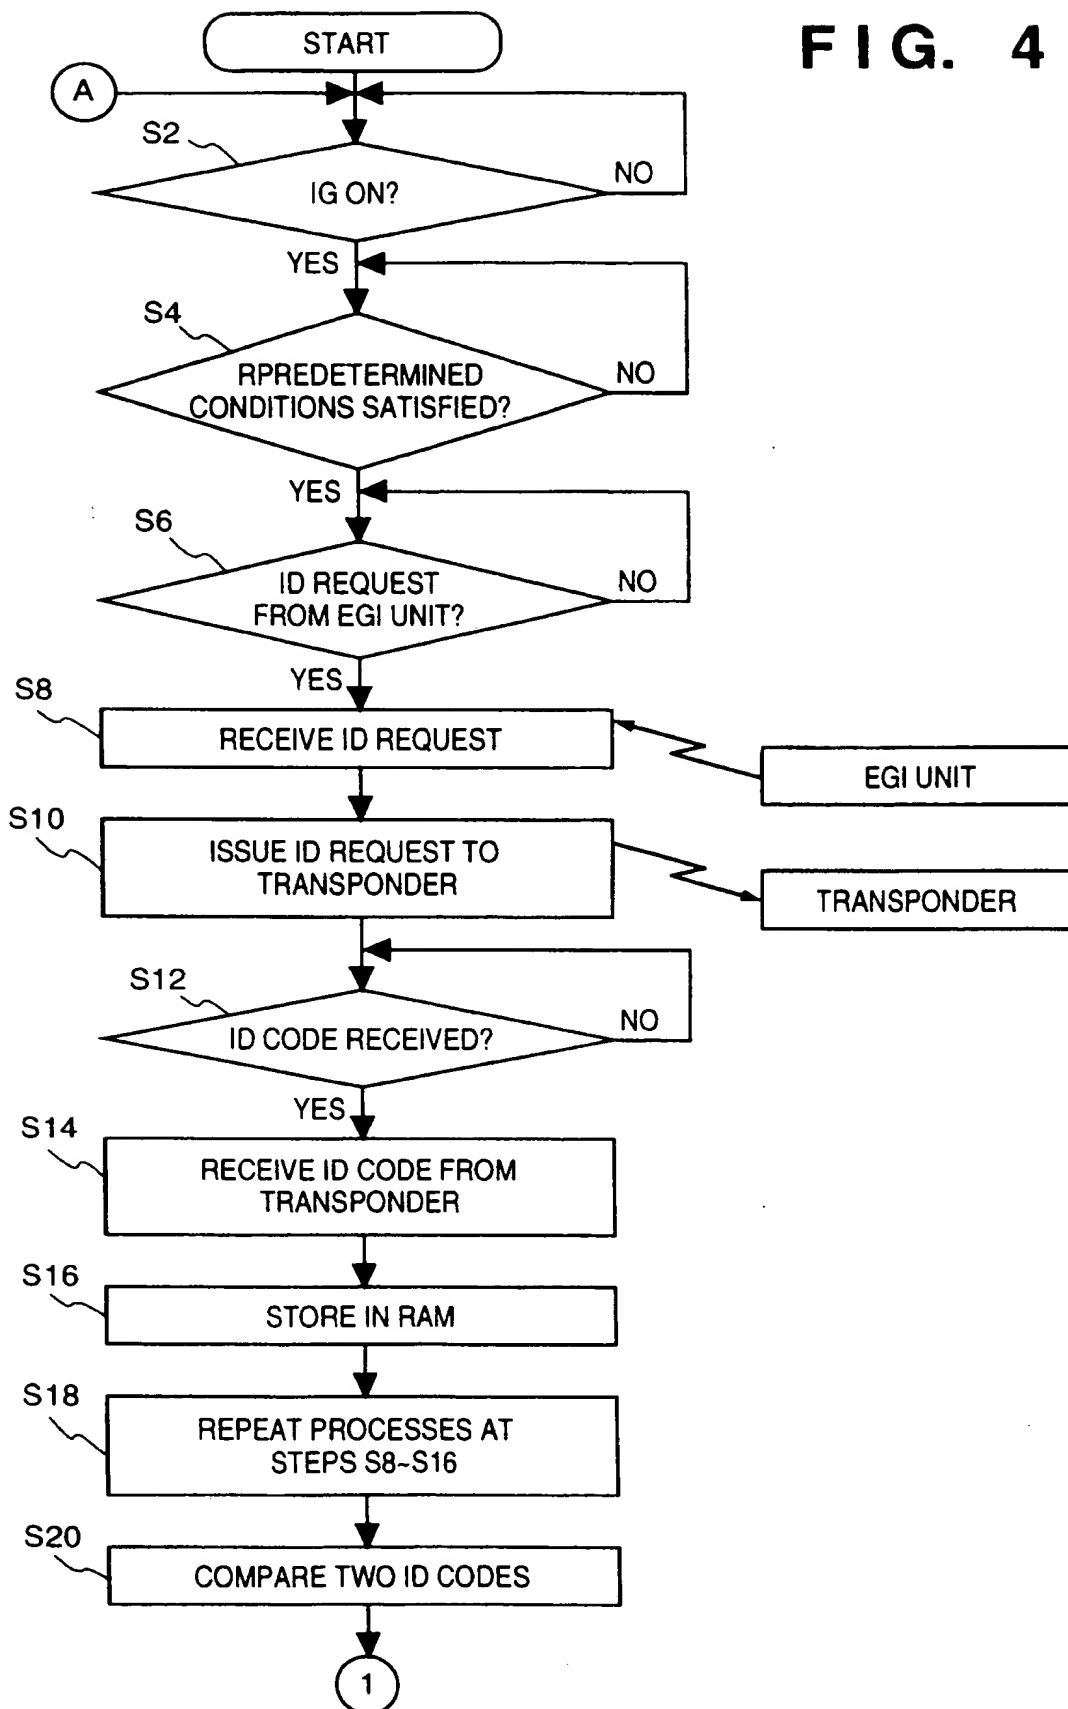 FIG. 4
START
A
S2
IG ON?
NO
YES
S4
RPREDETERMINED
CONDITIONS SATISFIED?
NO
YES
S6
ID REQUEST
FROM EGI UNIT?
NO
YES
S8
RECEIVE ID REQUEST
EGI UNIT
S10
ISSUE ID REQUEST TO
TRANSPONDER
TRANSPONDER
S12
ID CODE RECEIVED?
NO
YES
S14
RECEIVE ID CODE FROM
TRANSPONDER
S16
STORE IN RAM
S18
REPEAT PROCESSES AT
STEPS S8~S16
S20
COMPARE TWO ID CODES
1